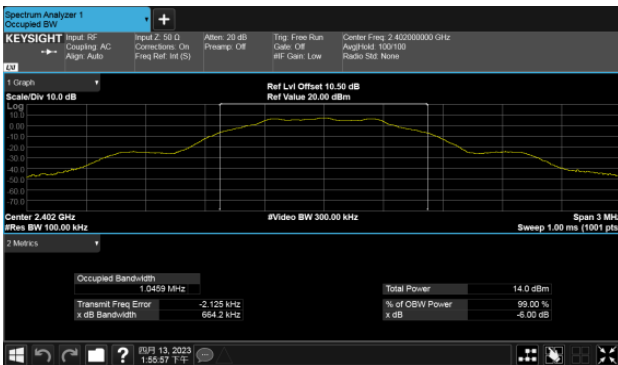 Spectrum Analyzer 1
Occupied BW
+
KEYSIGHT
Input: RF
Coupling: AC
Align: Auto
Input Z: 50 Ω
Corrections: On
Freq Ref: Int (S)
Atten: 20 dB
Preamp: Off
Trig: Free Run
Gate: Off
#IF Gain: Low
Center Freq: 2.402000000 GHz
Avg|Hold: 100/100
Radio Std: None
LXI
1 Graph
Scale/Div 10.0 dB
Ref Lvl Offset 10.50 dB
Ref Value 20.00 dBm
Log
10.0
0.00
-10.0
-20.0
-30.0
-40.0
-50.0
-60.0
-70.0
Center 2.402 GHz
#Video BW 300.00 kHz
Span 3 MHz
#Res BW 100.00 kHz
Sweep 1.00 ms (1001 pts
2 Metrics
Occupied Bandwidth
1.0459 MHz
Total Power 14.0 dBm
Transmit Freq Error -2.125 kHz
% of OBW Power 99.00 %
x dB Bandwidth 664.2 kHz
x dB -6.00 dB
?
四月 13, 2023
1:55:57 下午